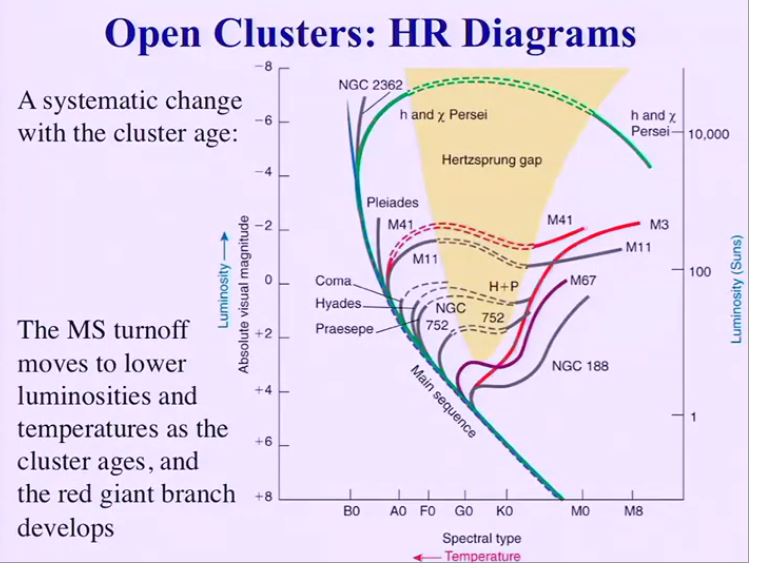 Open Clusters: HR Diagrams
A systematic change
with the cluster age:
The MS turnoff
moves to lower
luminosities and
temperatures as the
cluster ages, and
the red giant branch
develops
Luminosity →
Absolute visual magnitude
−8
−6
−4
−2
0
+2
+4
+6
+8
NGC 2362
h and χ Persei
h and χ
Persei
Hertzsprung gap
Pleiades
M41
M41
M3
M11
M11
Coma
Hyades
Praesepe
H+P
M67
NGC
752
752
NGC 188
Main sequence
10,000
100
1
Luminosity (Suns)
B0 A0 F0 G0 K0 M0 M8
Spectral type
← Temperature